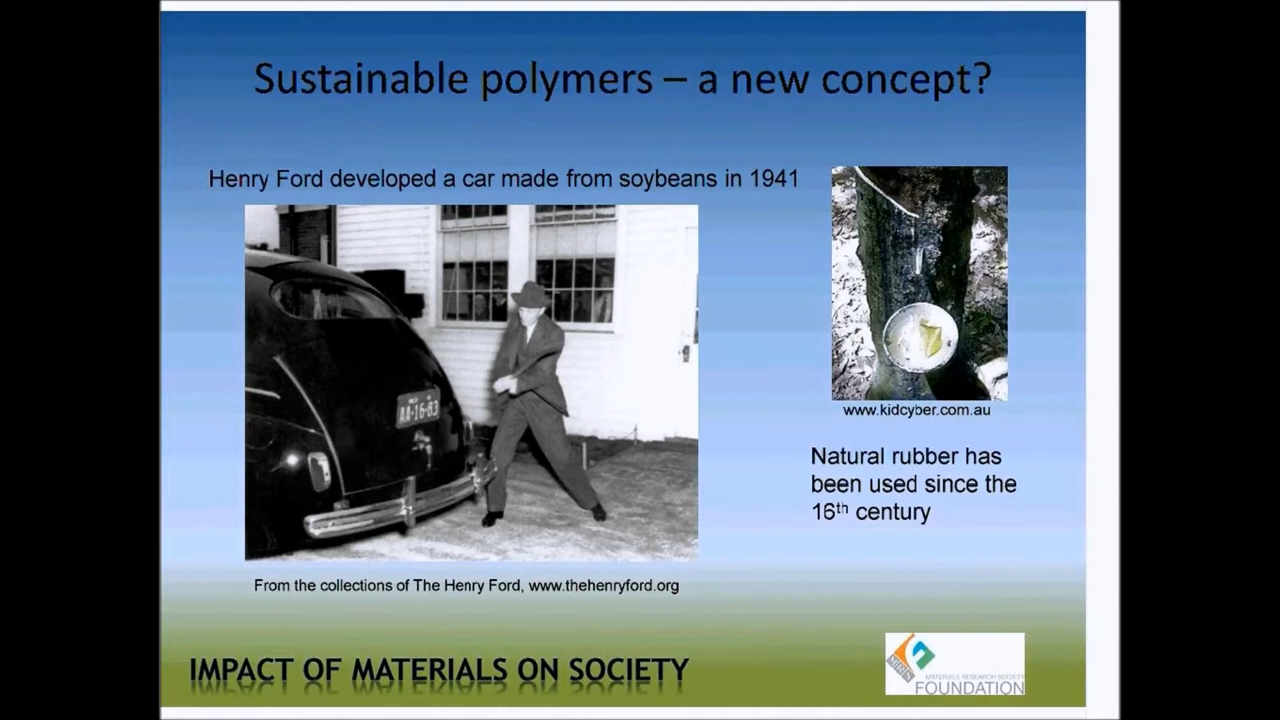 Sustainable polymers – a new concept?
Henry Ford developed a car made from soybeans in 1941
AA-16-83
From the collections of The Henry Ford, www.thehenryford.org
www.kidcyber.com.au
Natural rubber has
been used since the
16th century
IMPACT OF MATERIALS ON SOCIETY
MRS
MATERIALS RESEARCH SOCIETY
FOUNDATION